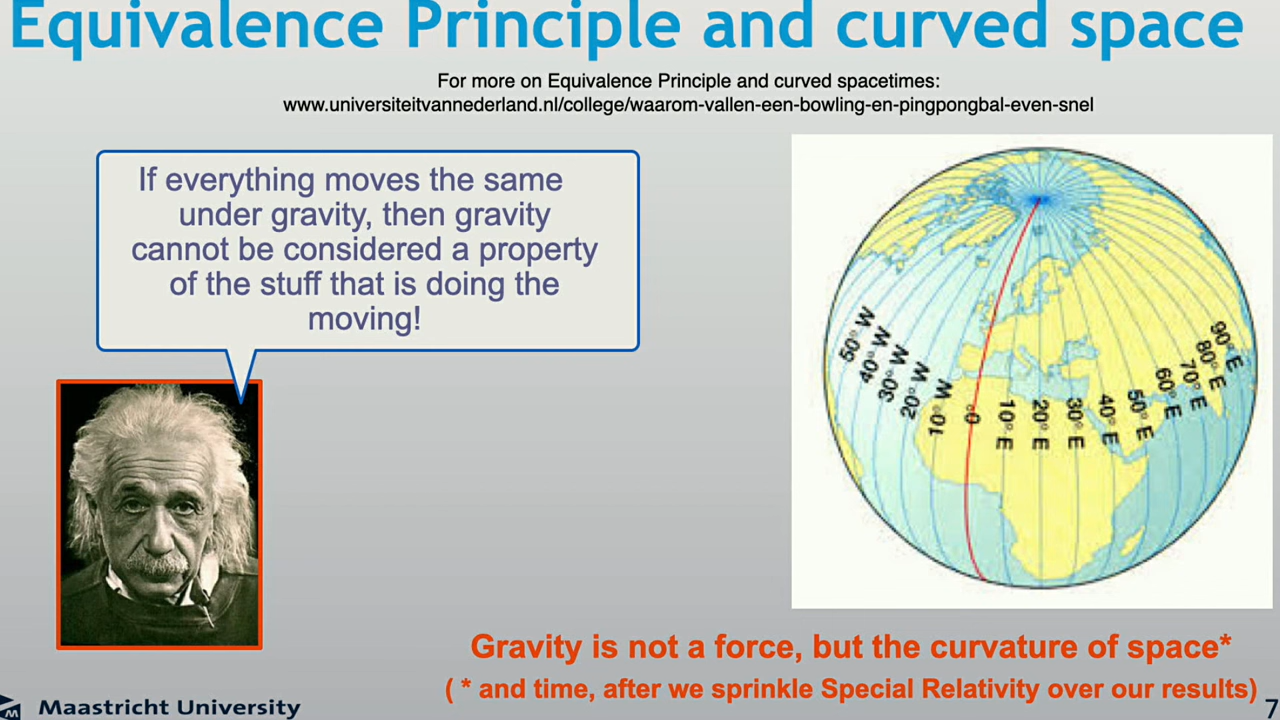 Equivalence Principle and curved space
For more on Equivalence Principle and curved spacetimes:
www.universiteitvannederland.nl/college/waarom-vallen-een-bowling-en-pingpongbal-even-snel
If everything moves the same
under gravity, then gravity
cannot be considered a property
of the stuff that is doing the
moving!
50° W
40° W
30° W
20° W
10° W
0°
10° E
20° E
30° E
40° E
50° E
60° E
70° E
80° E
90° E
Gravity is not a force, but the curvature of space*
( * and time, after we sprinkle Special Relativity over our results)
Maastricht University
7